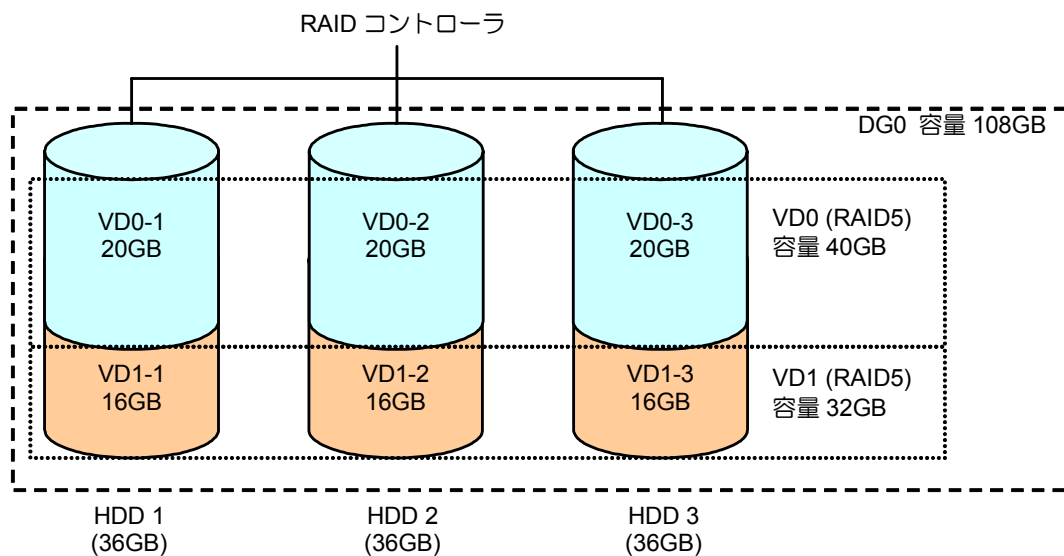 RAID コントローラ
DG0 容量 108GB
VD0-1
20GB
VD0-2
20GB
VD0-3
20GB
VD0 (RAID5)
容量 40GB
VD1-1
16GB
VD1-2
16GB
VD1-3
16GB
VD1 (RAID5)
容量 32GB
HDD 1
(36GB)
HDD 2
(36GB)
HDD 3
(36GB)